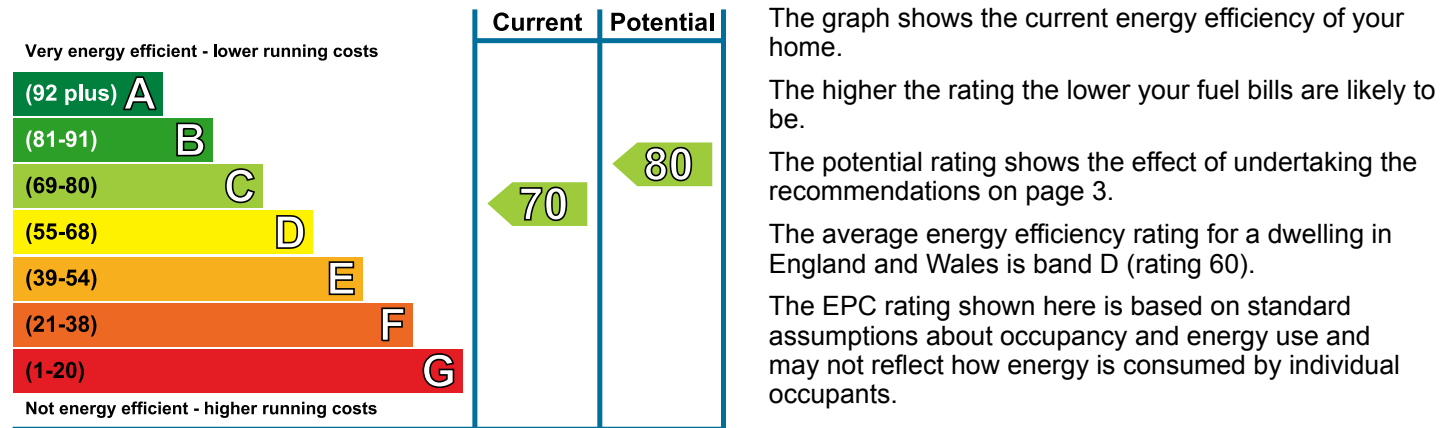 Current Potential
Very energy efficient - lower running costs
(92 plus) A
(81-91) B
(69-80) C
(55-68) D
(39-54) E
(21-38) F
(1-20) G
Not energy efficient - higher running costs
70
80
The graph shows the current energy efficiency of your
home.
The higher the rating the lower your fuel bills are likely to
be.
The potential rating shows the effect of undertaking the
recommendations on page 3.
The average energy efficiency rating for a dwelling in
England and Wales is band D (rating 60).
The EPC rating shown here is based on standard
assumptions about occupancy and energy use and
may not reflect how energy is consumed by individual
occupants.